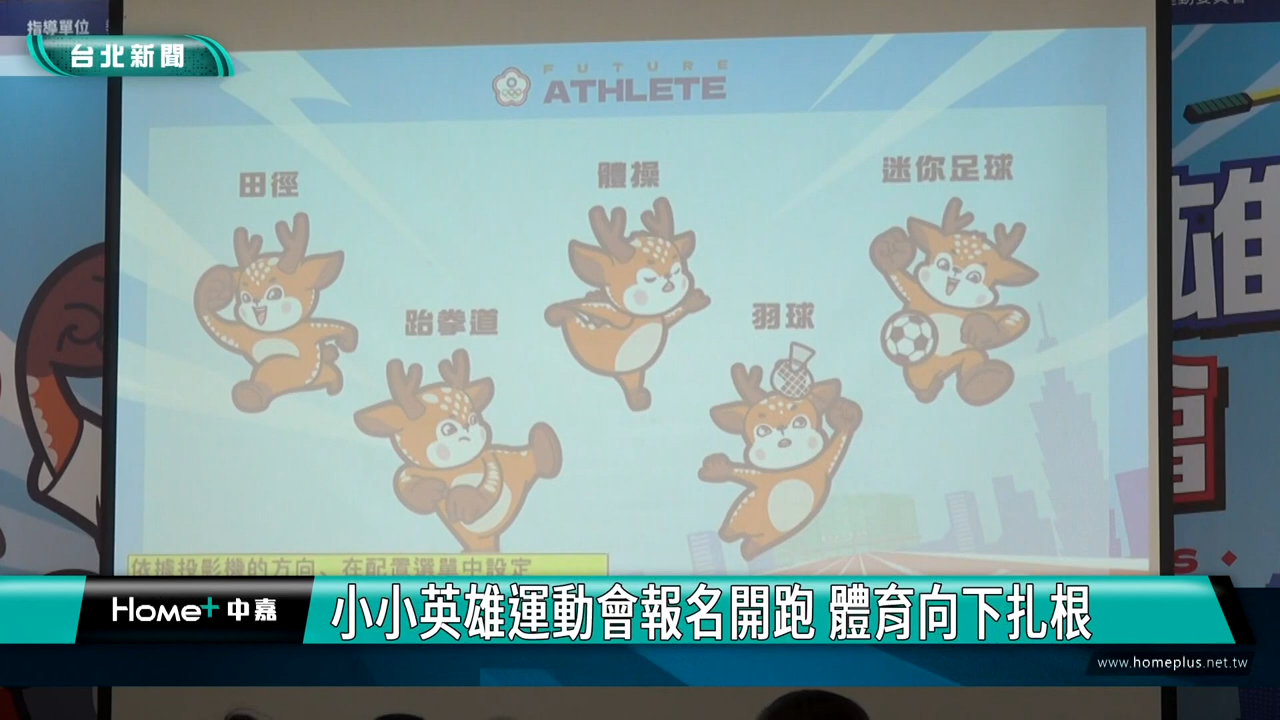 指導單位
台北新聞
FUTURE
ATHLETE
田徑
體操
迷你足球
跆拳道
羽球
雄
依據投影機的方向、在配置選單中設定
Home+中嘉
小小英雄運動會報名開跑 體育向下扎根
www.homeplus.net.tw